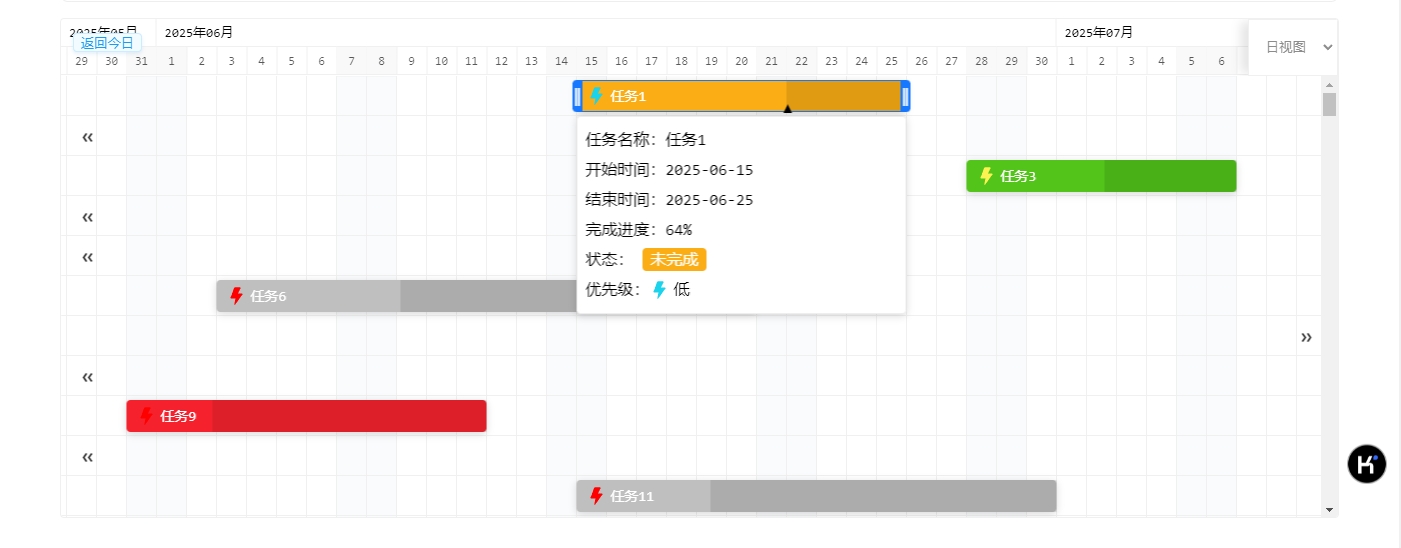 2025年05月 2025年06月 2025年07月
返回今日
日视图
29 30 31 1 2 3 4 5 6 7 8 9 10 11 12 13 14 15 16 17 18 19 20 21 22 23 24 25 26 27 28 29 30 1 2 3 4 5 6
任务1
«
任务名称：任务1
开始时间：2025-06-15
任务3
结束时间：2025-06-25
«
完成进度：64%
状态： 未完成
«
优先级： 低
任务6
»
«
任务9
«
任务11